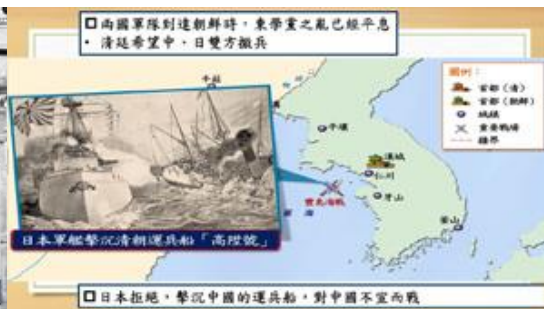 兩國軍隊到達朝鮮時，東學黨之亂已經平息
清廷希望中、日雙方撤兵
圖例：
首都（清）
首都（朝鮮）
城鎮
重要戰場
疆界
牛莊
平壤
漢城
仁川
豐島海戰
牙山
釜山
黃海
日本軍艦擊沉清朝運兵船「高陞號」
日本拒絕，擊沉中國的運兵船，對中國不宣而戰